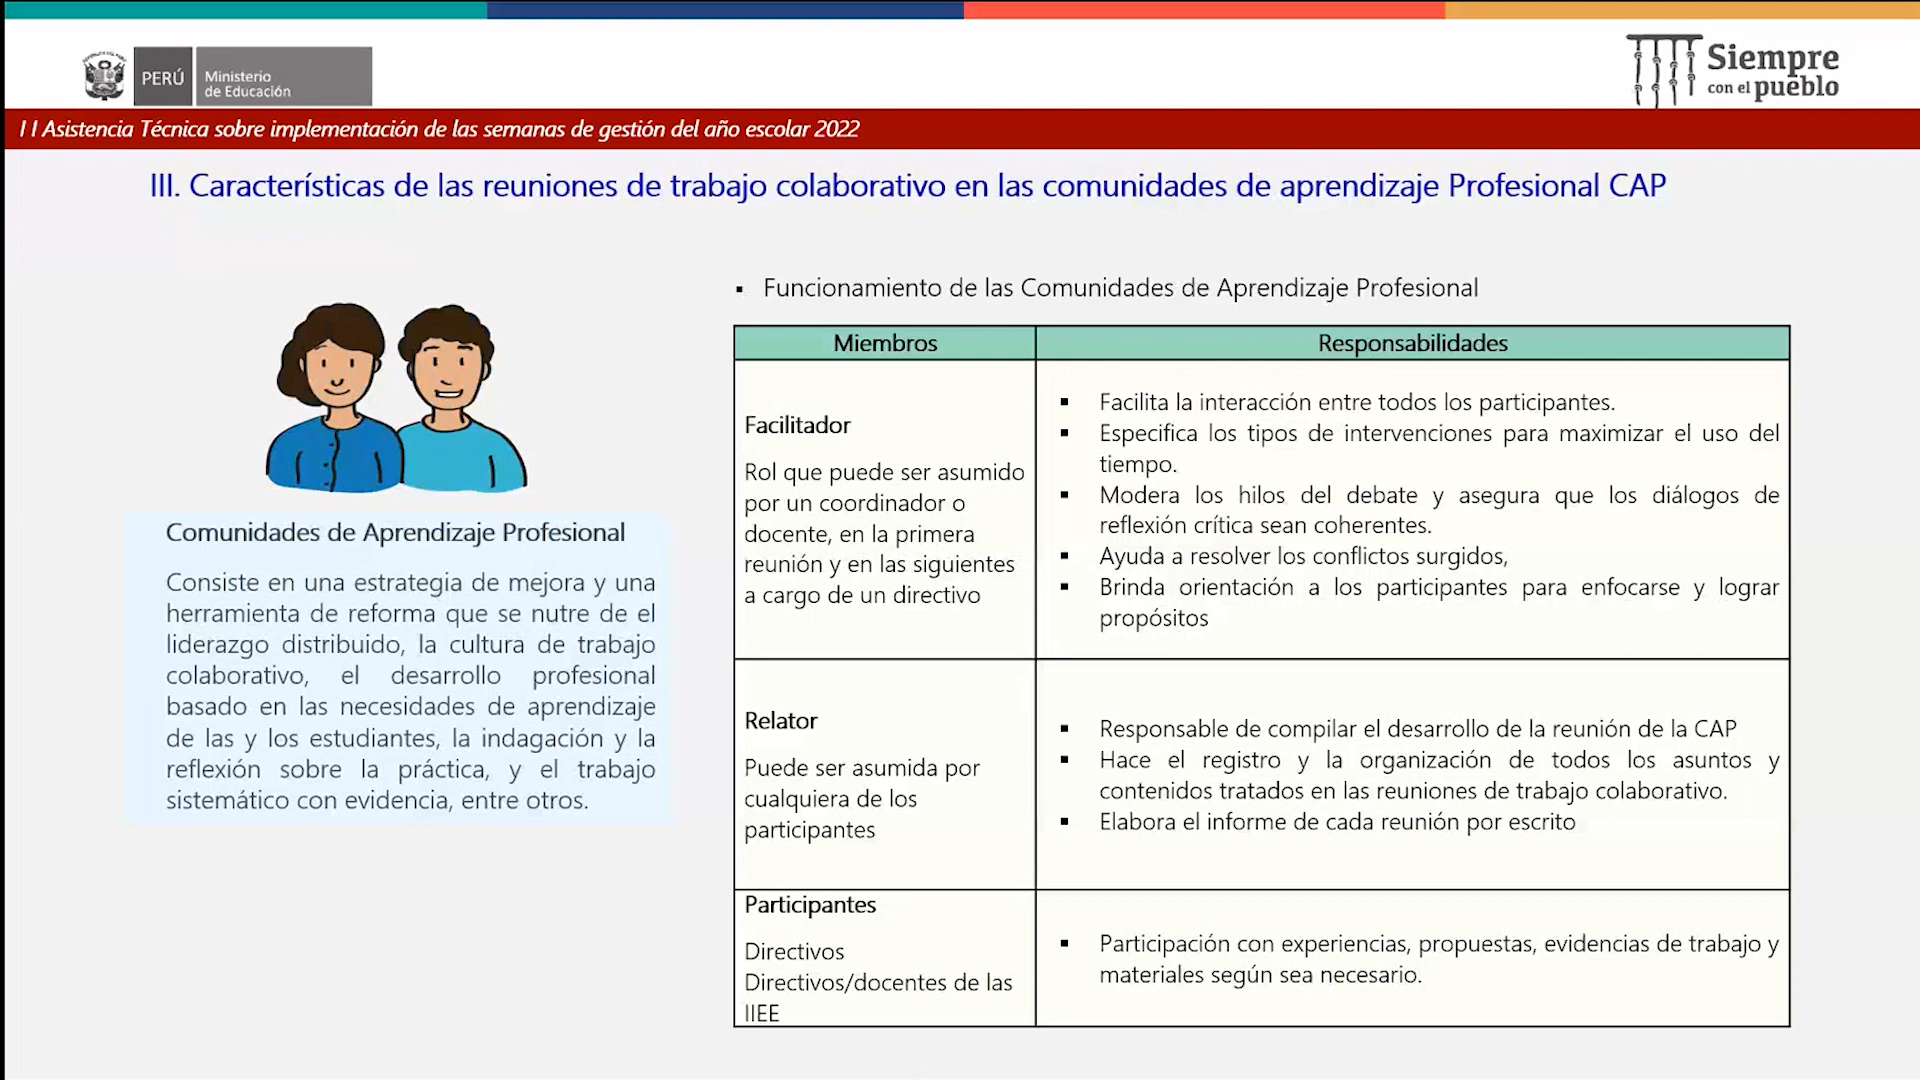 PERÚ
Ministerio
de Educación
Siempre
con el pueblo
I I Asistencia Técnica sobre implementación de las semanas de gestión del año escolar 2022
III. Características de las reuniones de trabajo colaborativo en las comunidades de aprendizaje Profesional CAP
Comunidades de Aprendizaje Profesional
Consiste en una estrategia de mejora y una
herramienta de reforma que se nutre de el
liderazgo distribuido, la cultura de trabajo
colaborativo, el desarrollo profesional
basado en las necesidades de aprendizaje
de las y los estudiantes, la indagación y la
reflexión sobre la práctica, y el trabajo
sistemático con evidencia, entre otros.
▪ Funcionamiento de las Comunidades de Aprendizaje Profesional
Miembros
Responsabilidades
Facilitador
Rol que puede ser asumido
por un coordinador o
docente, en la primera
reunión y en las siguientes
a cargo de un directivo
▪ Facilita la interacción entre todos los participantes.
▪ Especifica los tipos de intervenciones para maximizar el uso del
tiempo.
▪ Modera los hilos del debate y asegura que los diálogos de
reflexión crítica sean coherentes.
▪ Ayuda a resolver los conflictos surgidos,
▪ Brinda orientación a los participantes para enfocarse y lograr
propósitos
Relator
Puede ser asumida por
cualquiera de los
participantes
▪ Responsable de compilar el desarrollo de la reunión de la CAP
▪ Hace el registro y la organización de todos los asuntos y
contenidos tratados en las reuniones de trabajo colaborativo.
▪ Elabora el informe de cada reunión por escrito
Participantes
Directivos
Directivos/docentes de las
IIEE
▪ Participación con experiencias, propuestas, evidencias de trabajo y
materiales según sea necesario.